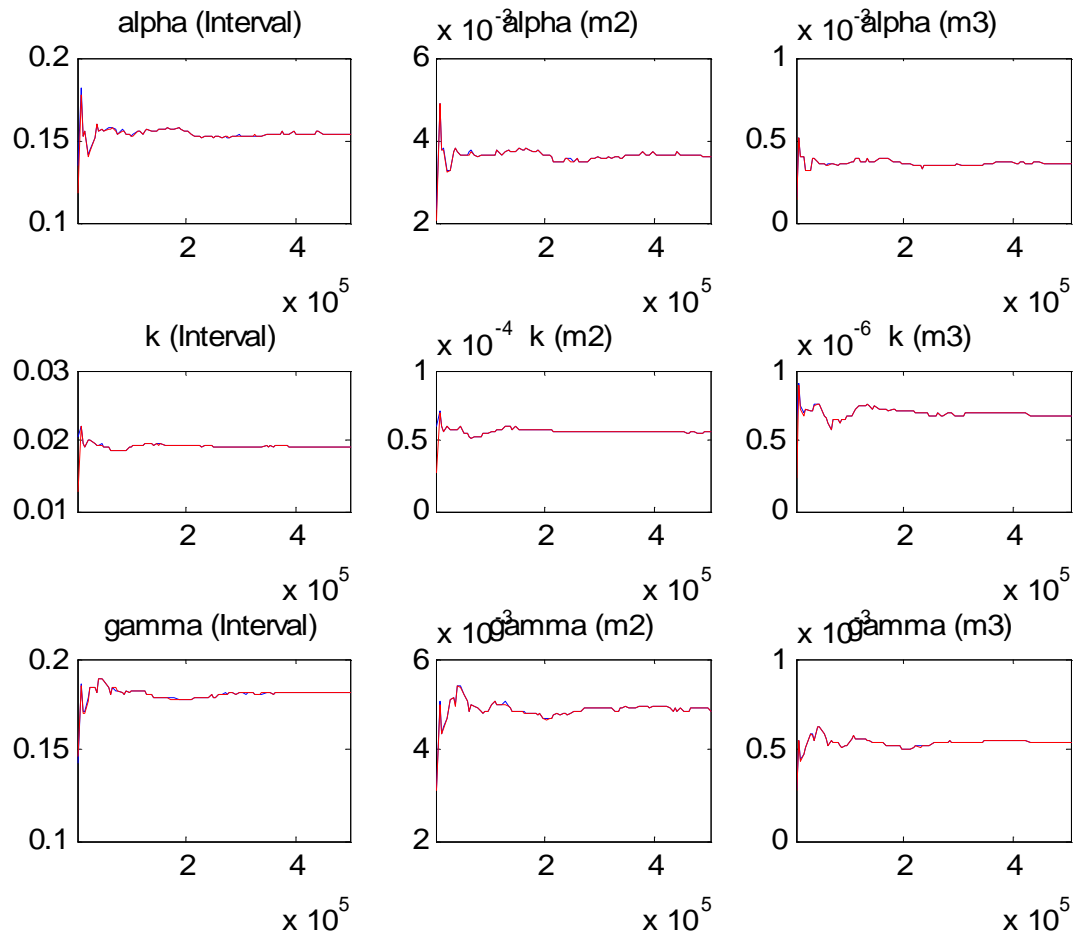 alpha (Interval)
x 10-3 alpha (m2)
x 10-3 alpha (m3)
0.2
0.15
0.1
2 4
x 10^5
6
4
2
2 4
x 10^5
1
0.5
0
2 4
x 10^5
k (Interval)
x 10^-4 k (m2)
x 10^-6 k (m3)
0.03
0.02
0.01
2 4
x 10^5
1
0.5
0
2 4
x 10^5
1
0.5
0
2 4
x 10^5
gamma (Interval)
x 10^-3 gamma (m2)
x 10^-3 gamma (m3)
0.2
0.15
0.1
2 4
x 10^5
6
4
2
2 4
x 10^5
1
0.5
0
2 4
x 10^5